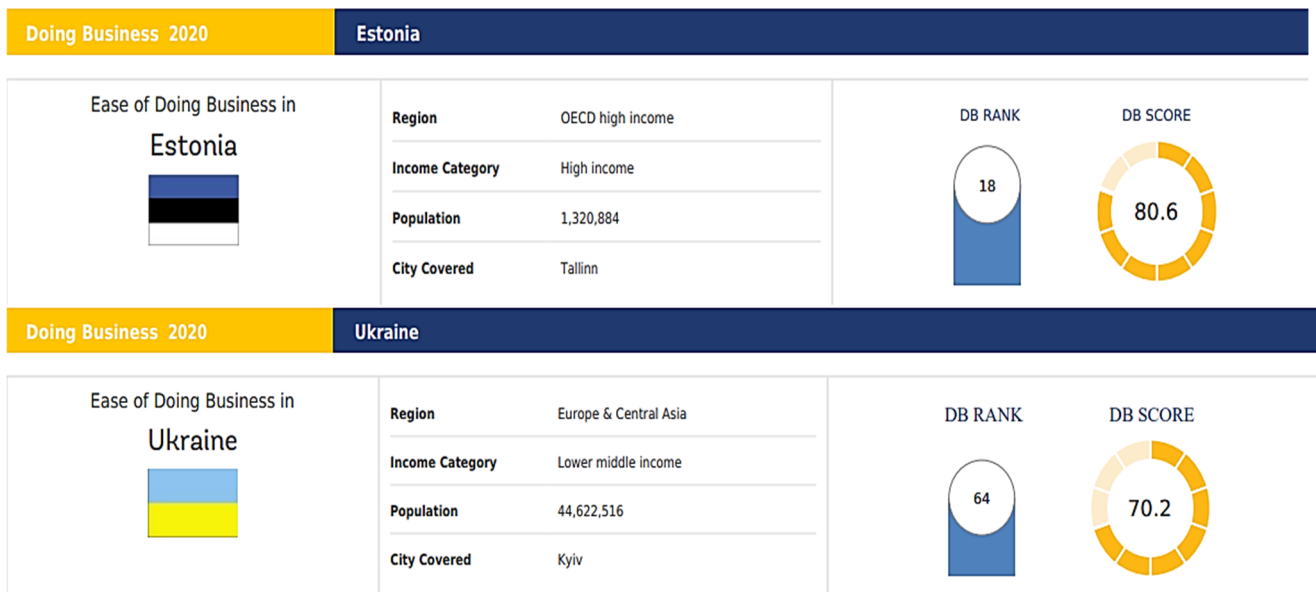 Doing Business 2020 Estonia
Ease of Doing Business in
Estonia
Region OECD high income
Income Category High income
Population 1,320,884
City Covered Tallinn
DB RANK DB SCORE
18 80.6
Doing Business 2020 Ukraine
Ease of Doing Business in
Ukraine
Region Europe & Central Asia
Income Category Lower middle income
Population 44,622,516
City Covered Kyiv
DB RANK DB SCORE
64 70.2